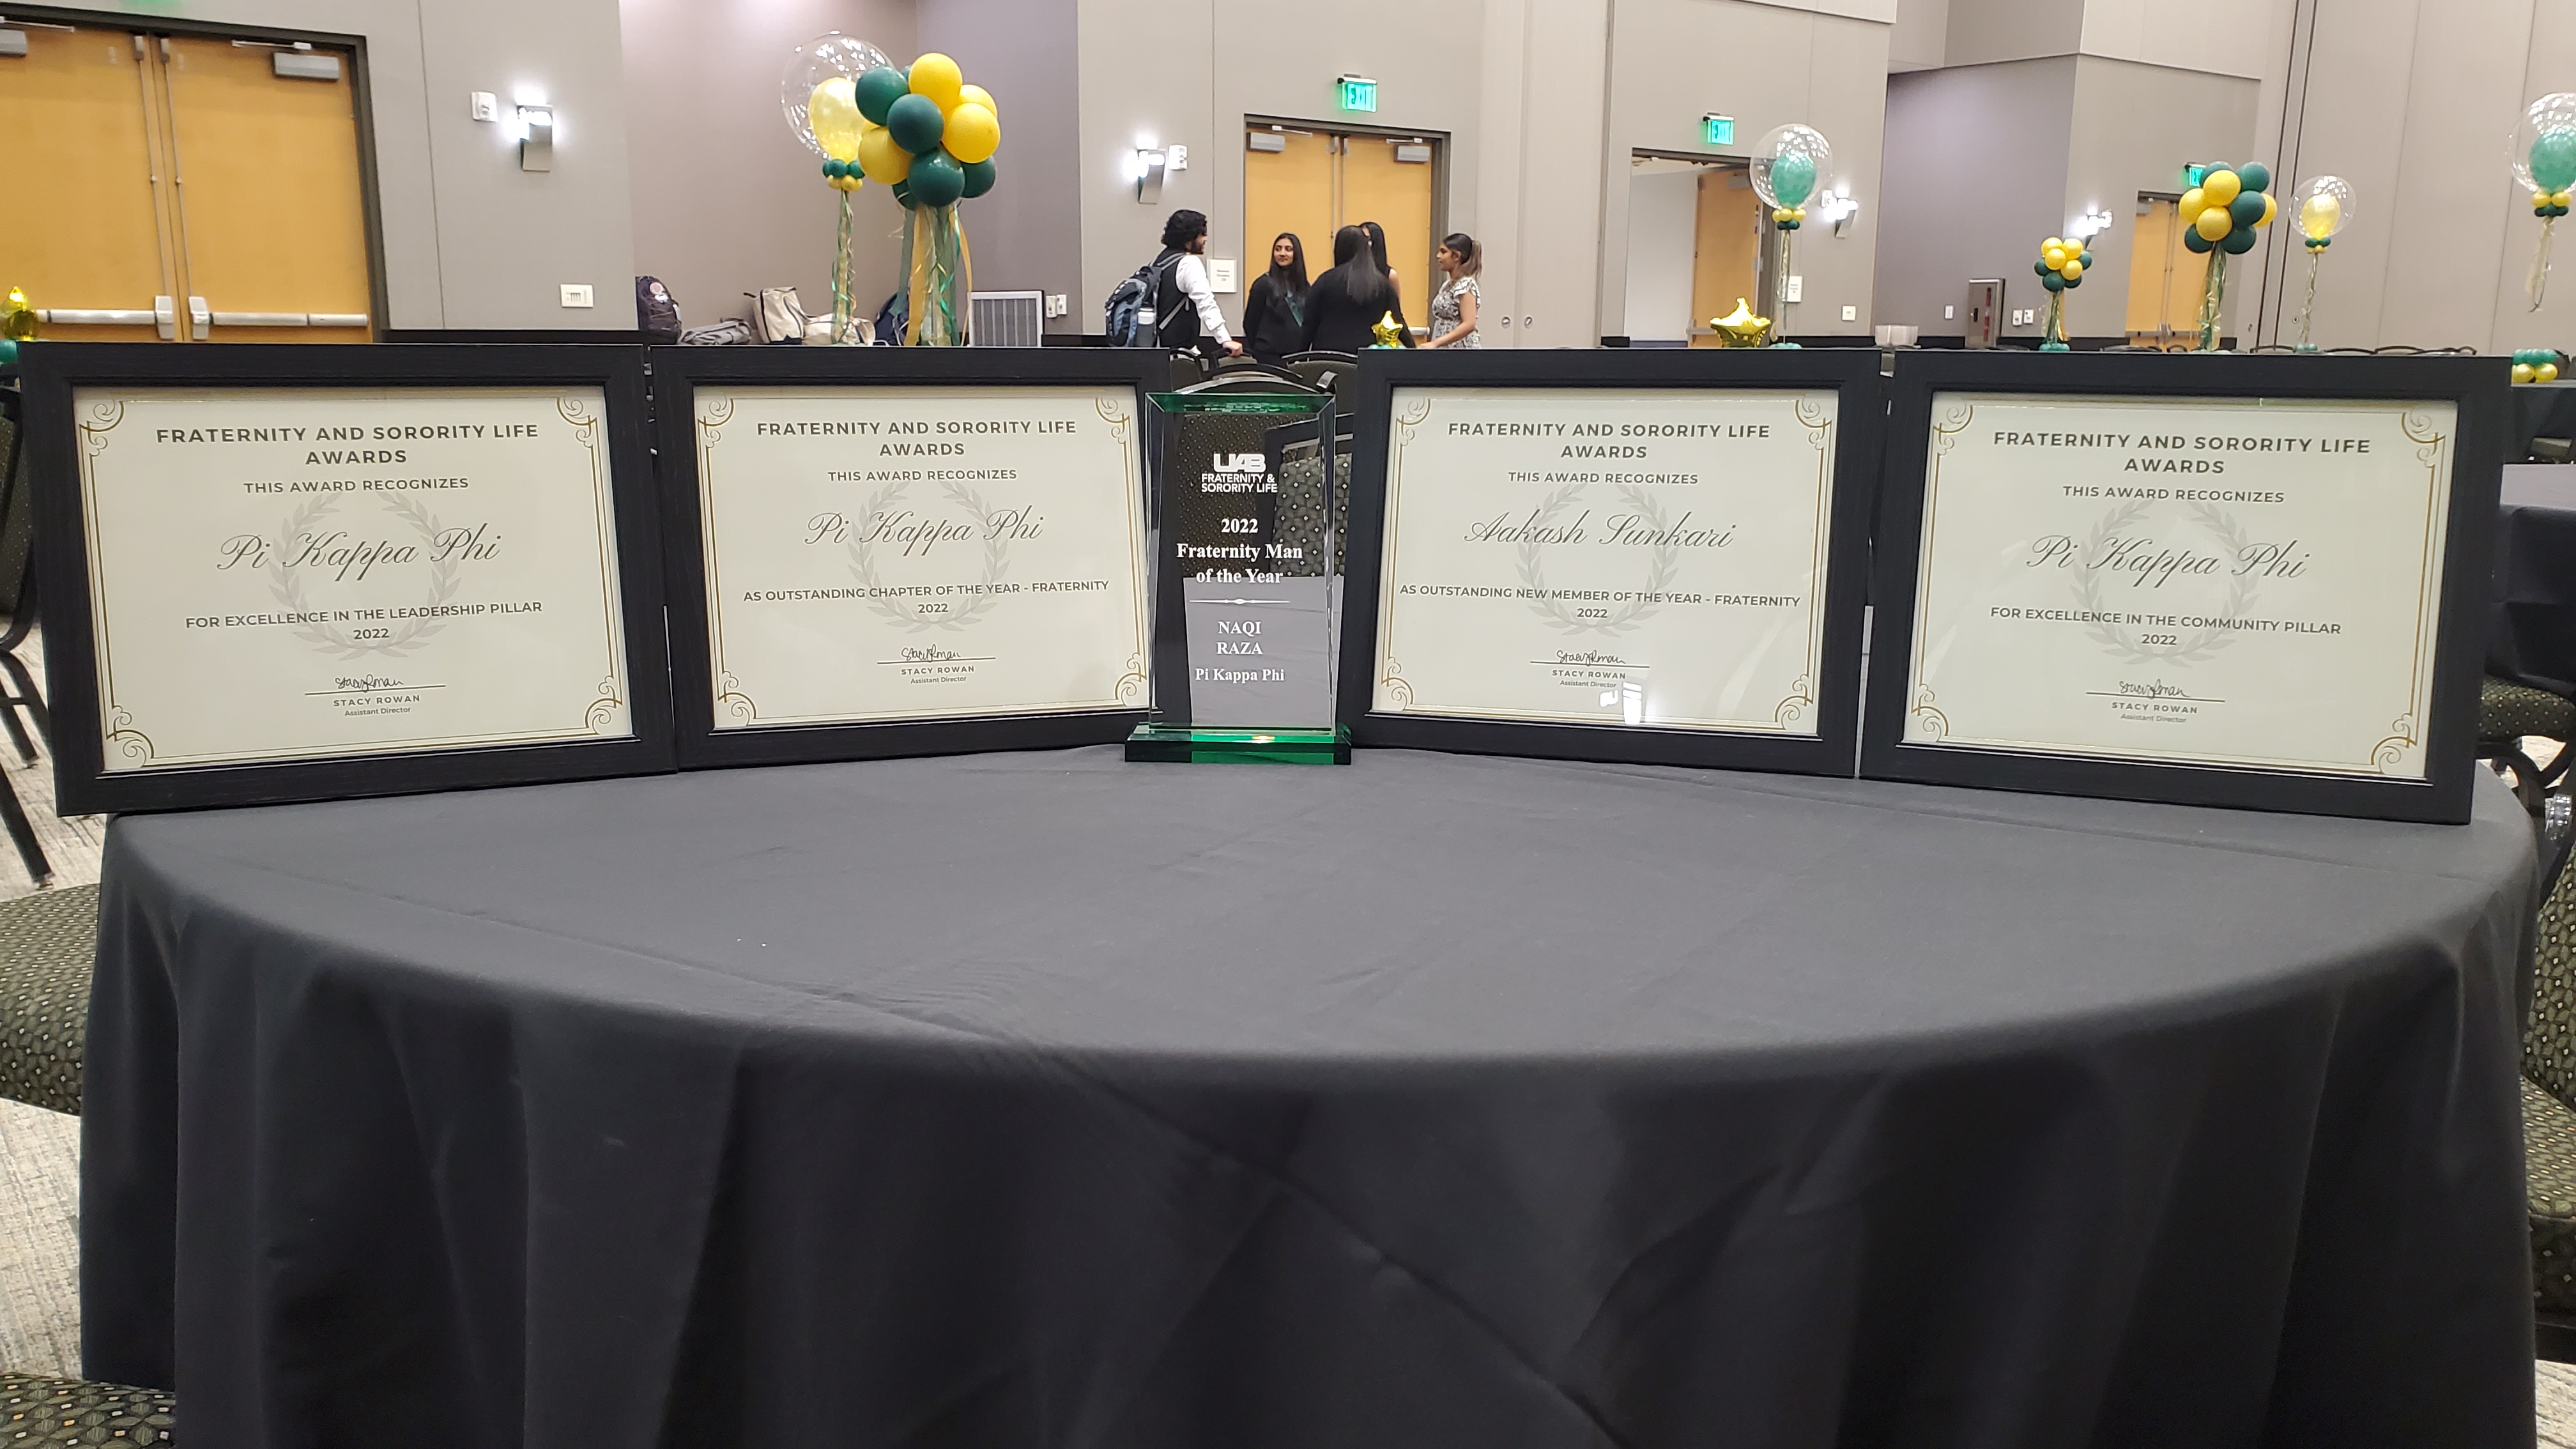 FRATERNITY AND SORORITY LIFE
AWARDS
THIS AWARD RECOGNIZES
Pi Kappa Phi
FOR EXCELLENCE IN THE LEADERSHIP PILLAR
2022
STACY ROWAN
Assistant Director
FRATERNITY AND SORORITY LIFE
AWARDS
THIS AWARD RECOGNIZES
Pi Kappa Phi
AS OUTSTANDING CHAPTER OF THE YEAR - FRATERNITY
2022
STACY ROWAN
Assistant Director
UAB
FRATERNITY &
SORORITY LIFE
2022
Fraternity Man
of the Year
NAQI
RAZA
Pi Kappa Phi
FRATERNITY AND SORORITY LIFE
AWARDS
THIS AWARD RECOGNIZES
Aakash Sunkari
AS OUTSTANDING NEW MEMBER OF THE YEAR - FRATERNITY
2022
STACY ROWAN
Assistant Director
FRATERNITY AND SORORITY LIFE
AWARDS
THIS AWARD RECOGNIZES
Pi Kappa Phi
FOR EXCELLENCE IN THE COMMUNITY PILLAR
2022
STACY ROWAN
Assistant Director
EXIT
EXIT